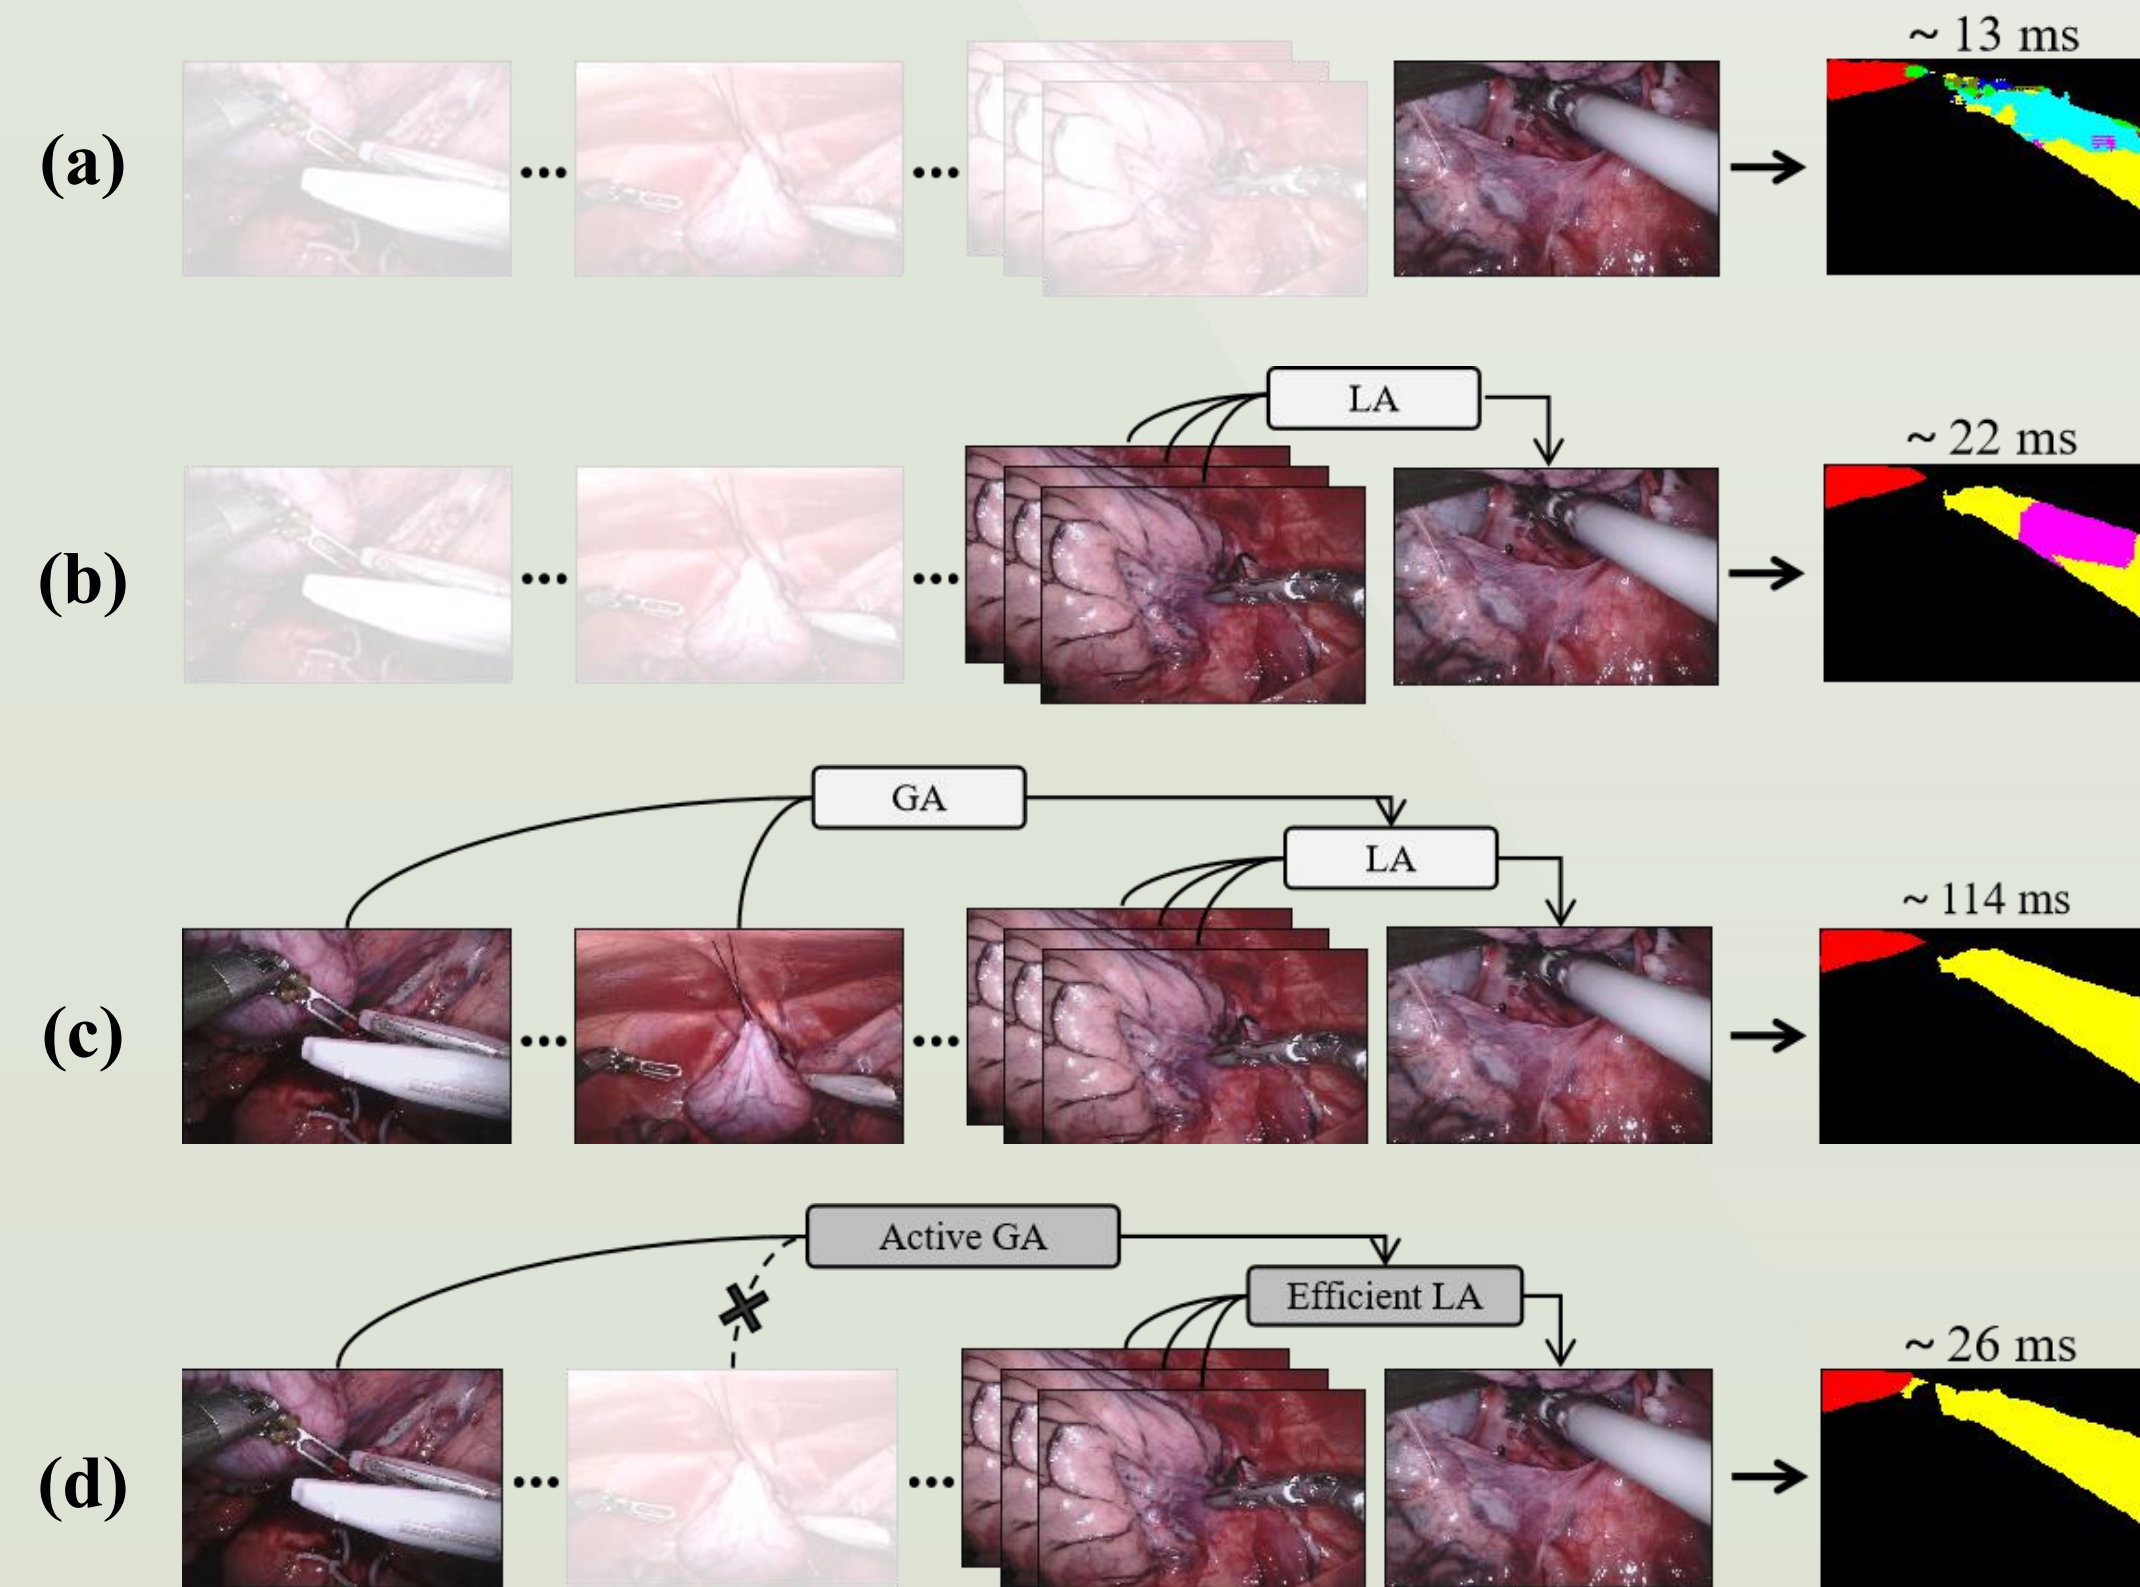 ~ 13 ms
(a)
LA
~ 22 ms
(b)
GA
LA
~ 114 ms
(c)
Active GA
Efficient LA
~ 26 ms
(d)